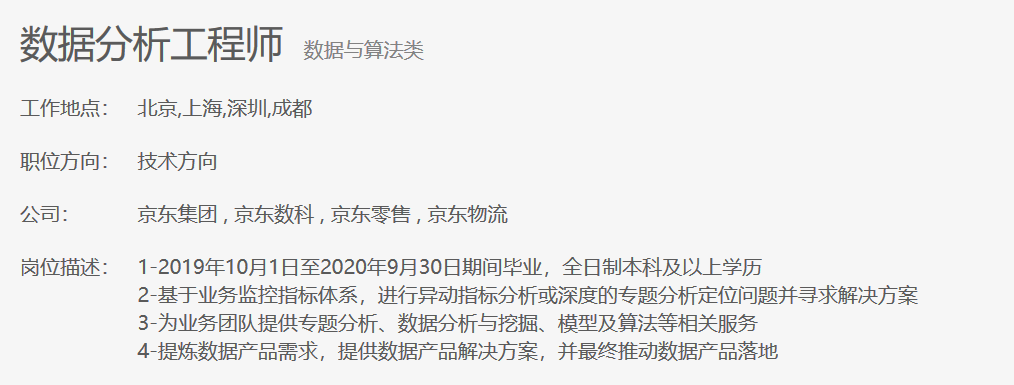 数据分析工程师 数据与算法类
工作地点： 北京,上海,深圳,成都
职位方向： 技术方向
公司： 京东集团 , 京东数科 , 京东零售 , 京东物流
岗位描述： 1-2019年10月1日至2020年9月30日期间毕业，全日制本科及以上学历
2-基于业务监控指标体系，进行异动指标分析或深度的专题分析定位问题并寻求解决方案
3-为业务团队提供专题分析、数据分析与挖掘、模型及算法等相关服务
4-提炼数据产品需求，提供数据产品解决方案，并最终推动数据产品落地